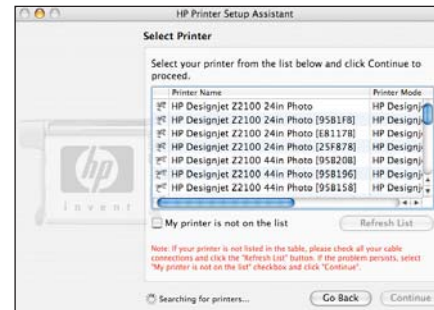 HP Printer Setup Assistant
Select Printer
Select your printer from the list below and click Continue to
proceed.
Printer Name Printer Mode
HP Designjet Z2100 24in Photo HP Designj
HP Designjet Z2100 24in Photo [95B1FB] HP Designj
HP Designjet Z2100 24in Photo [E8117B] HP Designj
HP Designjet Z2100 24in Photo [25F878] HP Designj
HP Designjet Z2100 44in Photo [95820B] HP Designj
HP Designjet Z2100 44in Photo [958196] HP Designj
HP Designjet Z2100 44in Photo [95B158] HP Designj
hp
invent
My printer is not on the list Refresh List
Note: If your printer is not listed in the table, please check all your cable
connections and click the "Refresh List" button. If the problem persists, select
"My printer is not on the list" checkbox and click "Continue".
Searching for printers... Go Back Continue